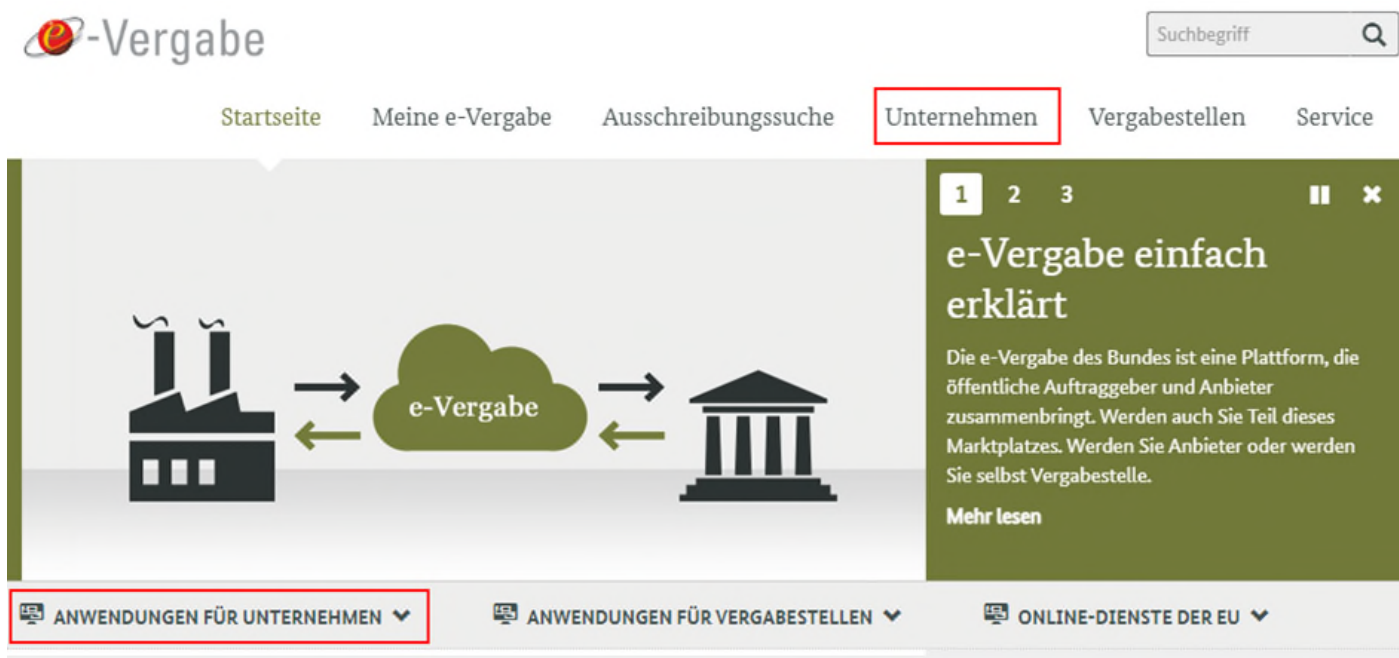 e-Vergabe
Suchbegriff
Startseite Meine e-Vergabe Ausschreibungssuche Unternehmen Vergabestellen Service
1 2 3
e-Vergabe einfach
erklärt
Die e-Vergabe des Bundes ist eine Plattform, die
öffentliche Auftraggeber und Anbieter
zusammenbringt. Werden auch Sie Teil dieses
Marktplatzes. Werden Sie Anbieter oder werden
Sie selbst Vergabestelle.
Mehr lesen
e-Vergabe
ANWENDUNGEN FÜR UNTERNEHMEN ANWENDUNGEN FÜR VERGABESTELLEN ONLINE-DIENSTE DER EU